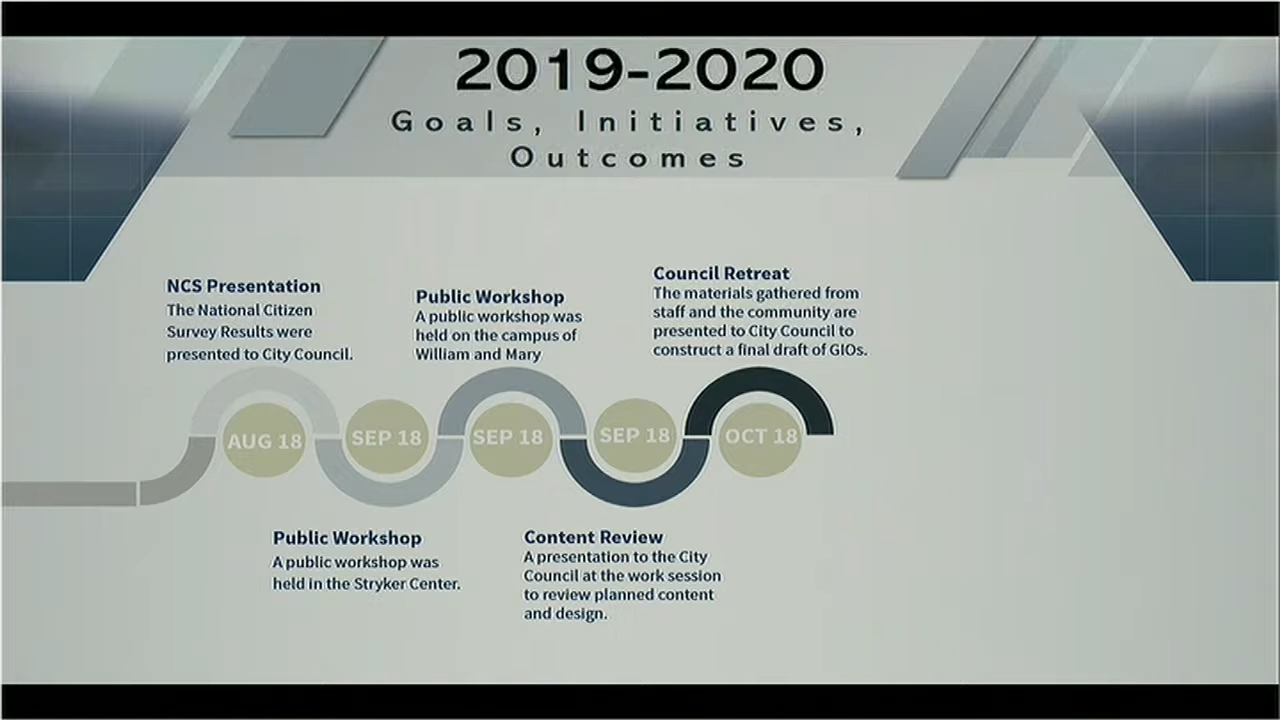 2019-2020
Goals, Initiatives,
Outcomes
NCS Presentation
The National Citizen
Survey Results were
presented to City Council.
Public Workshop
A public workshop was
held on the campus of
William and Mary
Council Retreat
The materials gathered from
staff and the community are
presented to City Council to
construct a final draft of GIOs.
AUG 18
SEP 18
SEP 18
SEP 18
OCT 18
Public Workshop
A public workshop was
held in the Stryker Center.
Content Review
A presentation to the City
Council at the work session
to review planned content
and design.